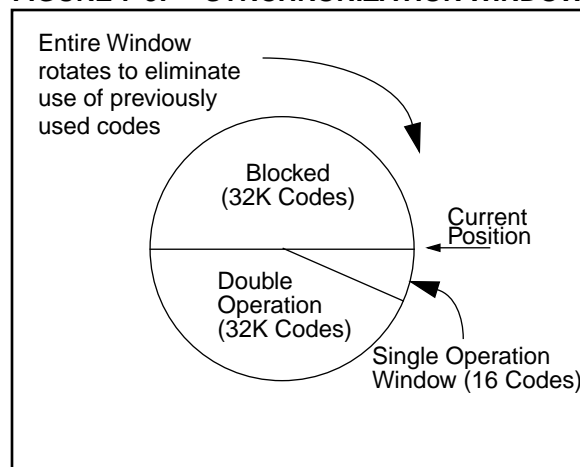 Entire Window
rotates to eliminate
use of previously
used codes
Blocked
(32K Codes)
Current
Position
Double
Operation
(32K Codes)
Single Operation
Window (16 Codes)